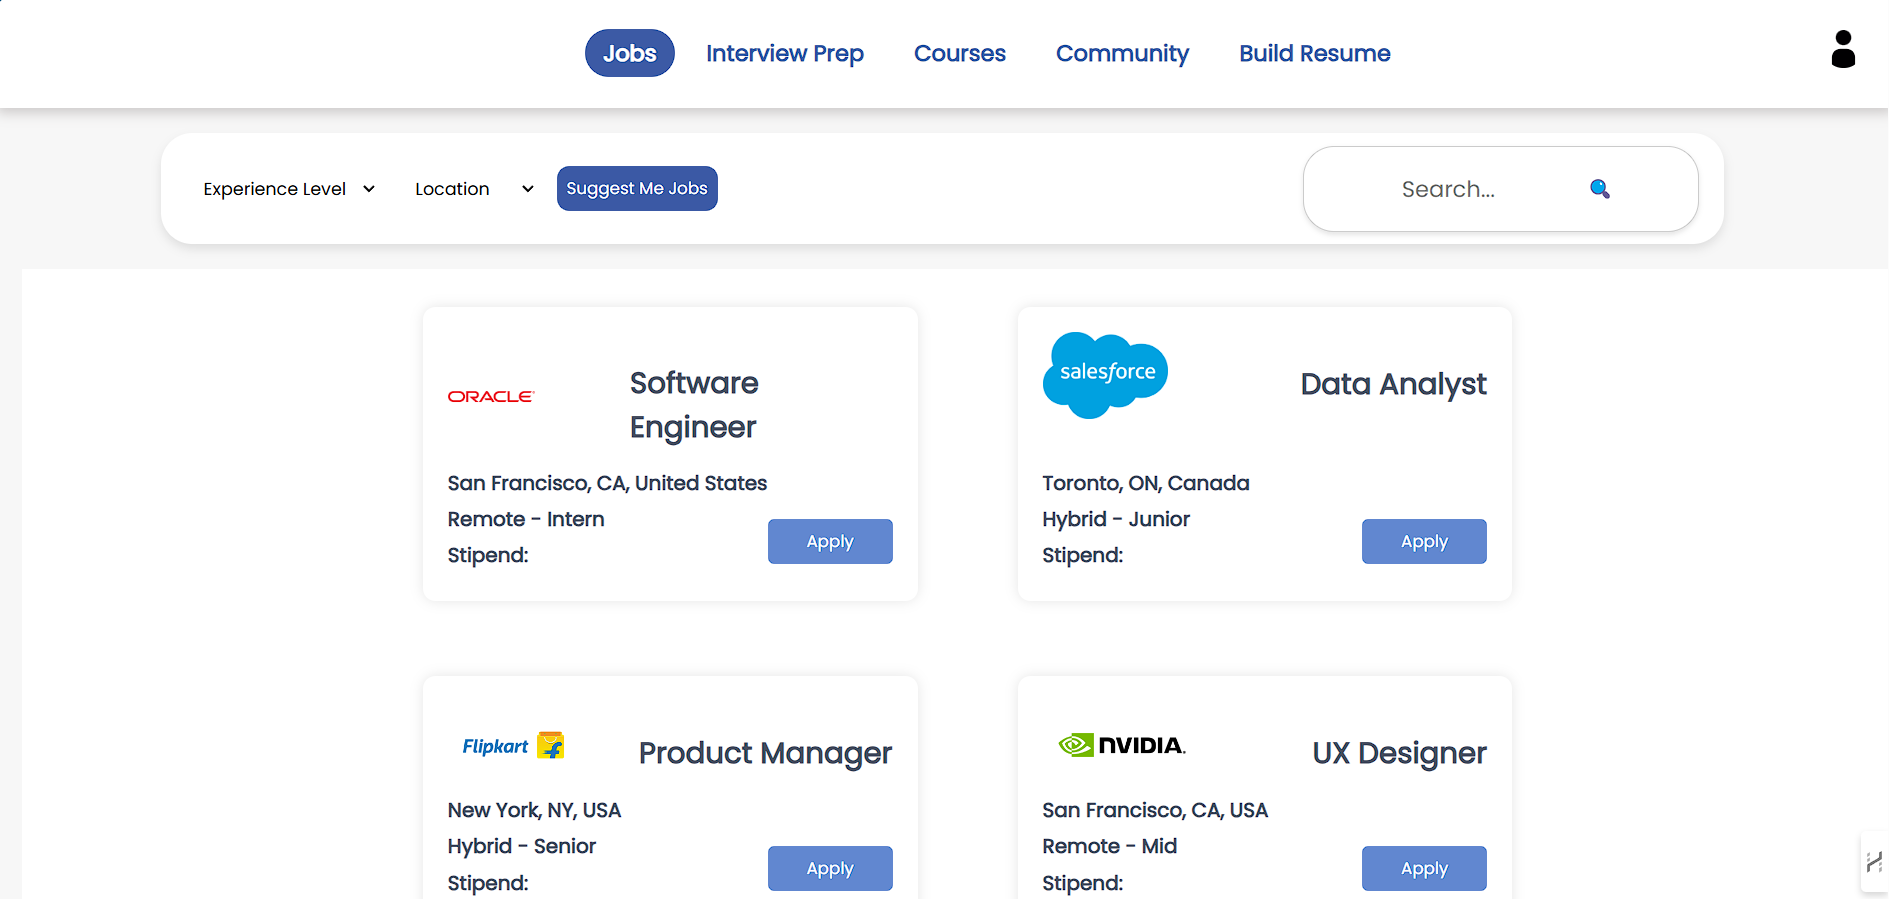 Jobs Interview Prep Courses Community Build Resume
Experience Level Location Suggest Me Jobs Search...
ORACLE
Software
Engineer
San Francisco, CA, United States
Remote - Intern
Stipend:
Apply
salesforce
Data Analyst
Toronto, ON, Canada
Hybrid - Junior
Stipend:
Apply
Flipkart
Product Manager
New York, NY, USA
Hybrid - Senior
Stipend:
Apply
NVIDIA.
UX Designer
San Francisco, CA, USA
Remote - Mid
Stipend:
Apply